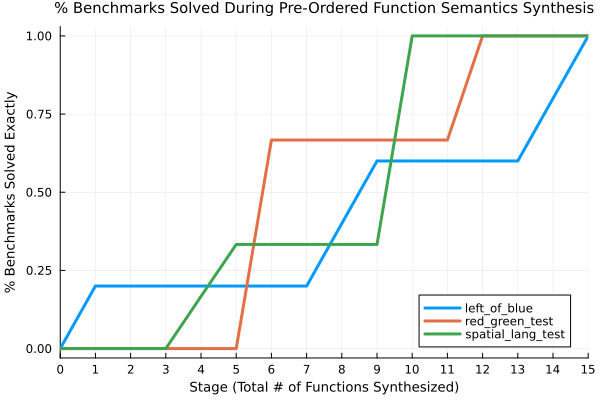 % Benchmarks Solved During Pre-Ordered Function Semantics Synthesis
% Benchmarks Solved Exactly
1.00
0.75
0.50
0.25
0.00
left_of_blue
red_green_test
spatial_lang_test
0 1 2 3 4 5 6 7 8 9 10 11 12 13 14 15
Stage (Total # of Functions Synthesized)